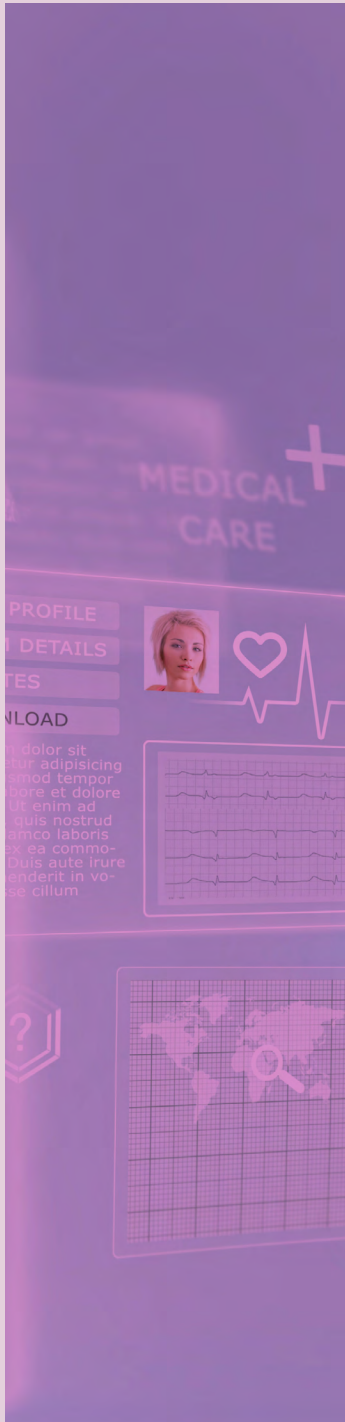 MEDICAL
CARE
PROFILE
DETAILS
TES
NLOAD
dolor sit
etur adipisicing
smod tempor
bore et dolore
Ut enim ad
quis nostrud
amco laboris
ex ea commo-
Duis aute irure
henderit in vo-
se cillum
?